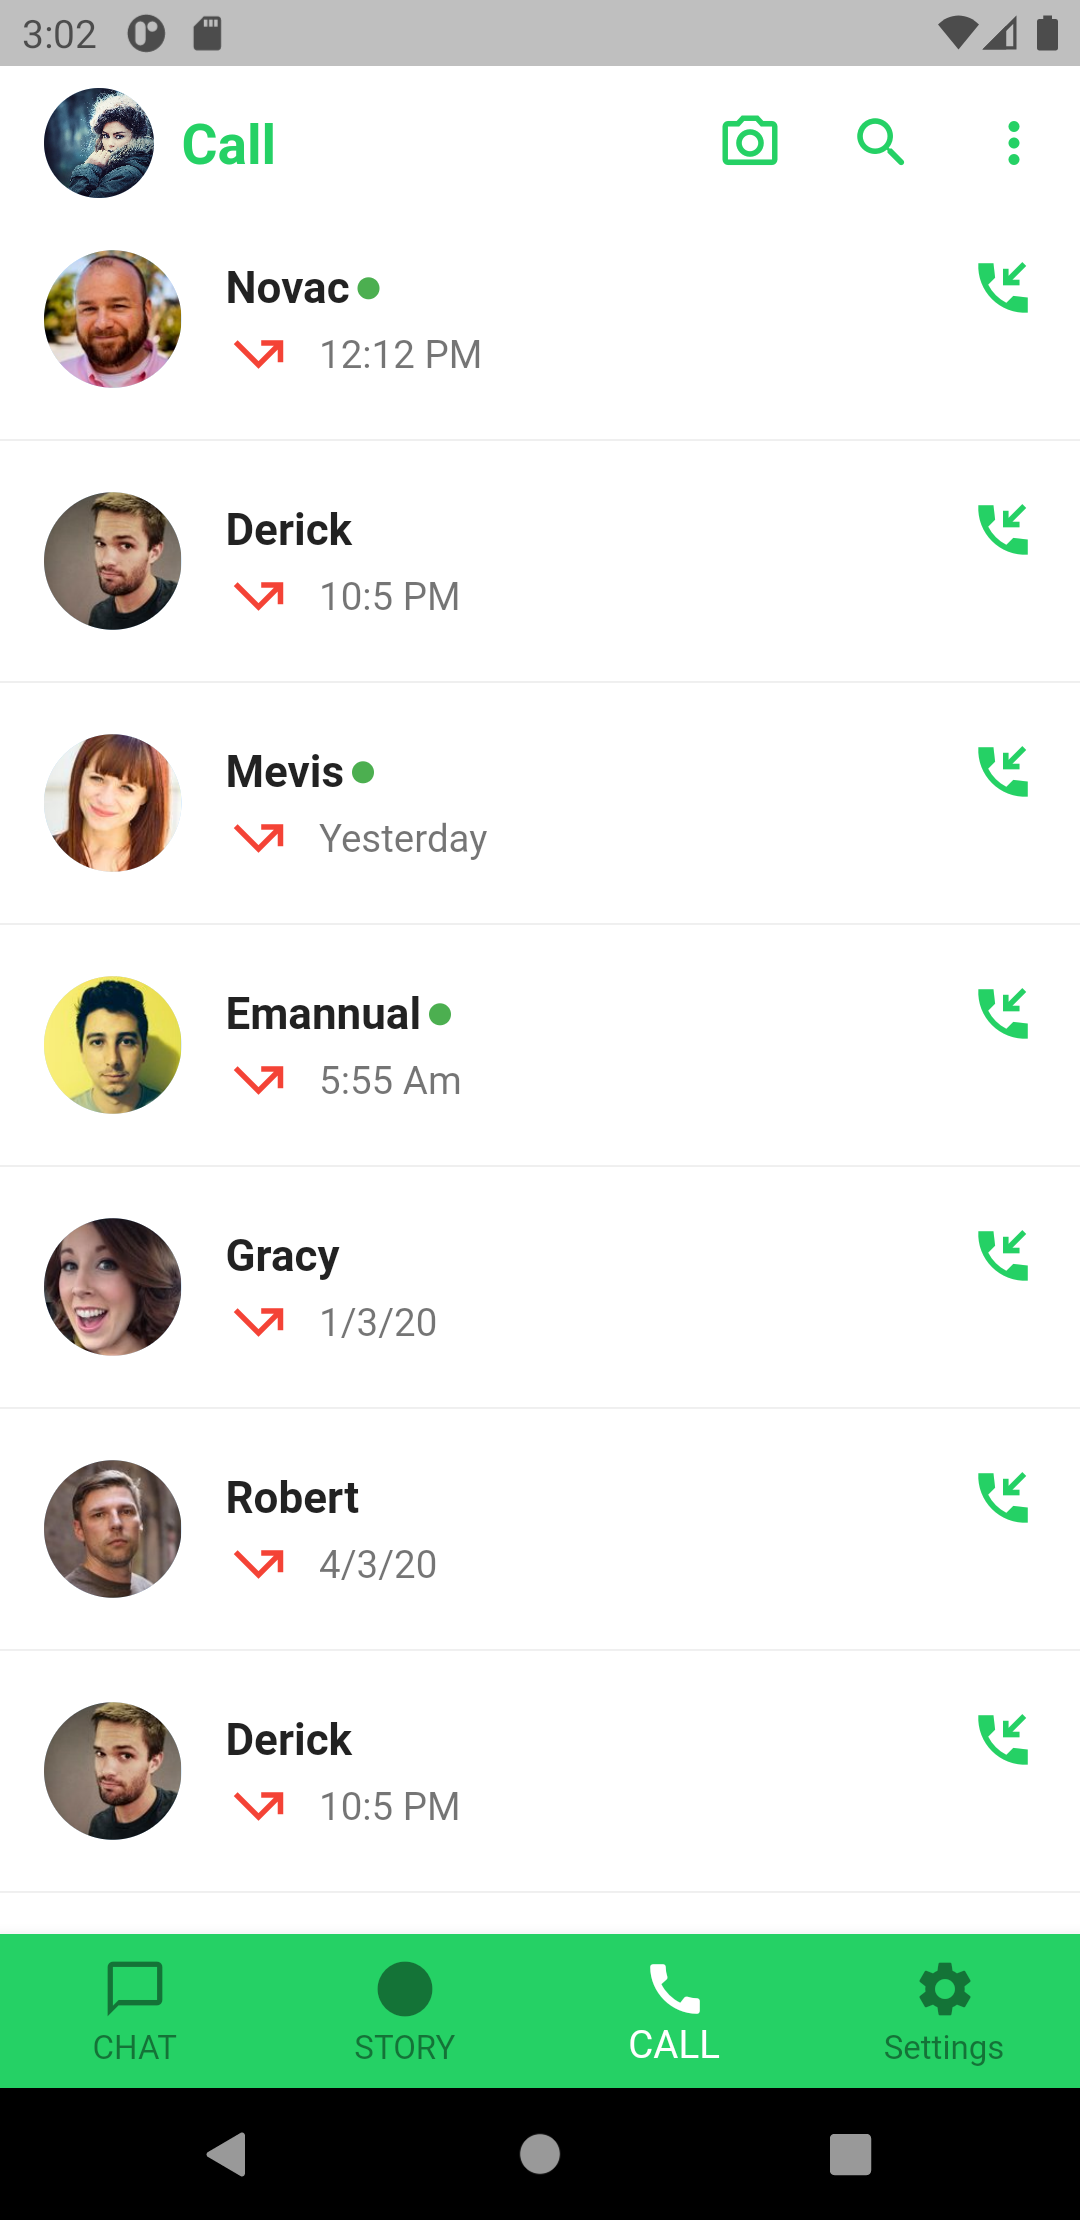 3:02
Call
Novac
12:12 PM
Derick
10:5 PM
Mevis
Yesterday
Emannual
5:55 Am
Gracy
1/3/20
Robert
4/3/20
Derick
10:5 PM
CHAT
STORY
CALL
Settings